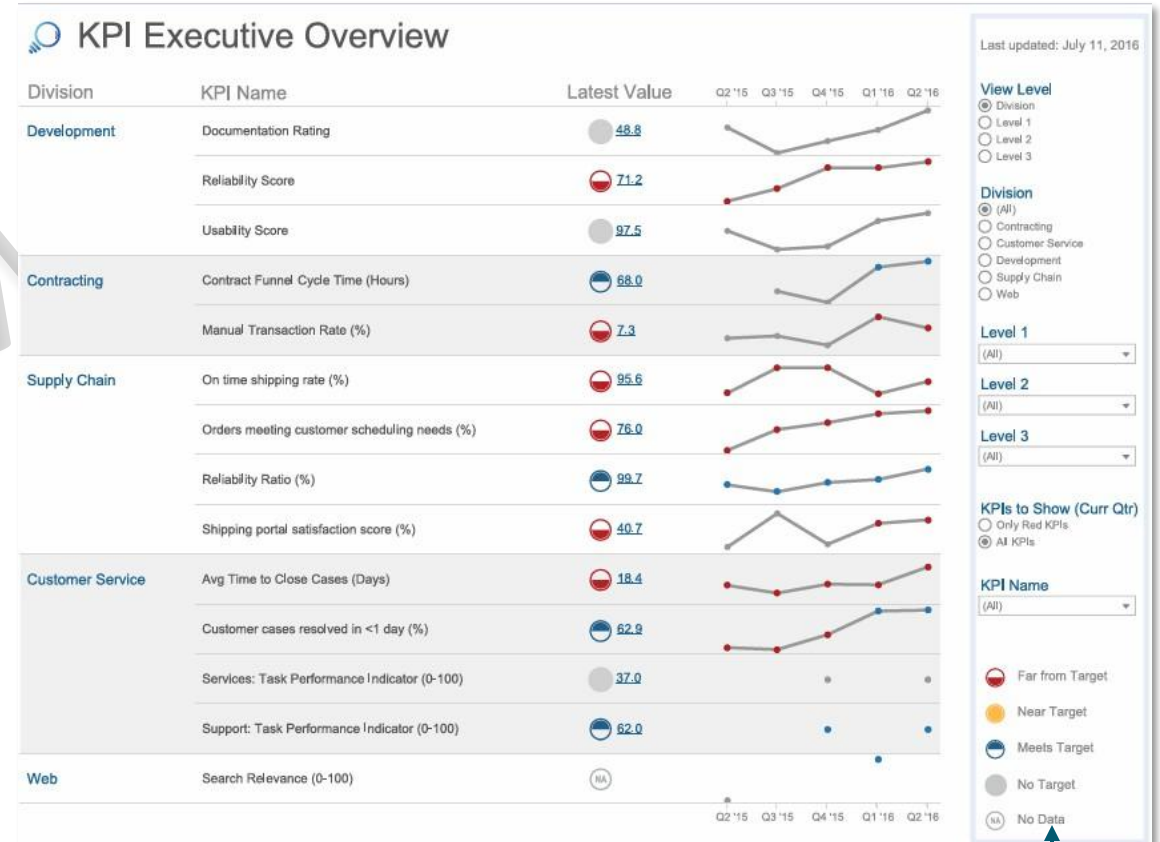 KPI Executive Overview
Last updated: July 11, 2016
Division KPI Name Latest Value Q2 '15 Q3 '15 Q4 '15 Q1 '16 Q2 '16
Development Documentation Rating 48.8
Reliability Score 71.2
Usability Score 97.5
Contracting Contract Funnel Cycle Time (Hours) 68.0
Manual Transaction Rate (%) 7.3
Supply Chain On time shipping rate (%) 95.6
Orders meeting customer scheduling needs (%) 76.0
Reliability Ratio (%) 99.7
Shipping portal satisfaction score (%) 40.7
Customer Service Avg Time to Close Cases (Days) 18.4
Customer cases resolved in <1 day (%) 62.9
Services: Task Performance Indicator (0-100) 37.0
Support: Task Performance Indicator (0-100) 62.0
Web Search Relevance (0-100) NA
Q2 '15 Q3 '15 Q4 '15 Q1 '16 Q2 '16
View Level
Division
Level 1
Level 2
Level 3
Division
(All)
Contracting
Customer Service
Development
Supply Chain
Web
Level 1
(All)
Level 2
(All)
Level 3
(All)
KPIs to Show (Curr Qtr)
Only Red KPIs
All KPIs
KPI Name
(All)
Far from Target
Near Target
Meets Target
No Target
NA No Data